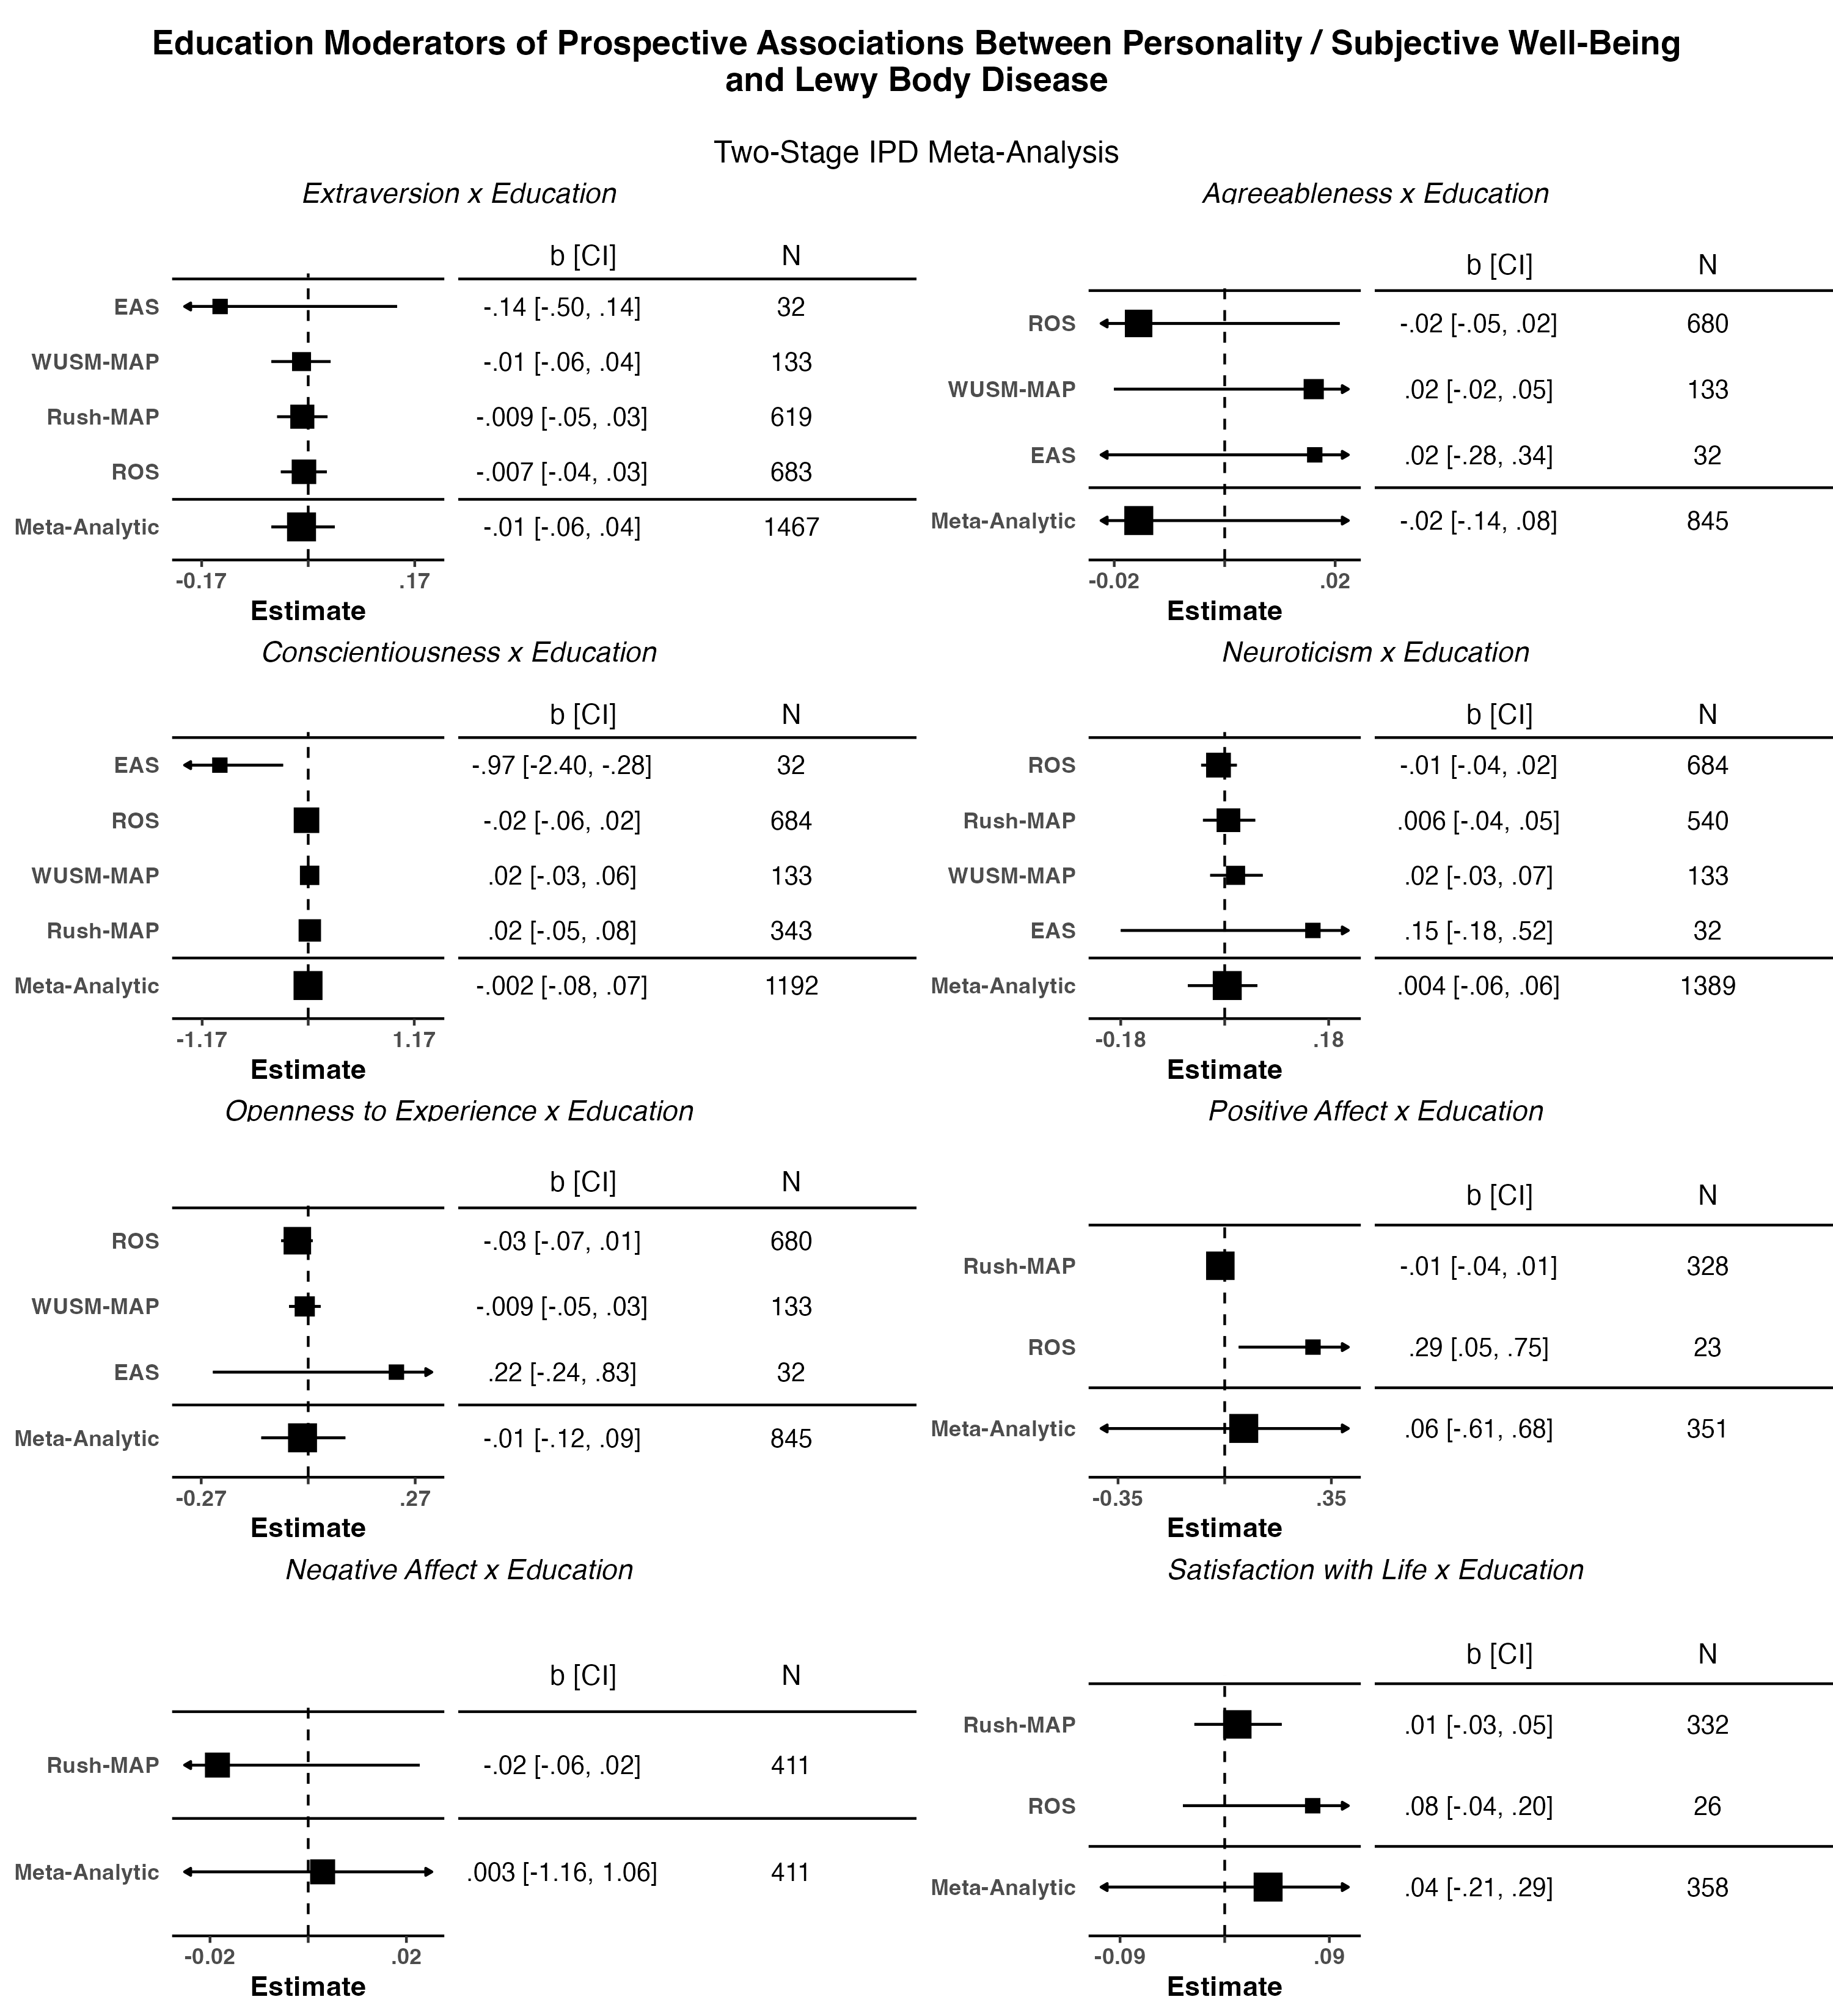 Education Moderators of Prospective Associations Between Personality / Subjective Well-Being
and Lewy Body Disease
Two-Stage IPD Meta-Analysis
Extraversion x Education
b [CI] N
EAS -.14 [-.50, .14] 32
WUSM-MAP -.01 [-.06, .04] 133
Rush-MAP -.009 [-.05, .03] 619
ROS -.007 [-.04, .03] 683
Meta-Analytic -.01 [-.06, .04] 1467
-0.17 .17
Estimate
Agreeableness x Education
b [CI] N
ROS -.02 [-.05, .02] 680
WUSM-MAP .02 [-.02, .05] 133
EAS .02 [-.28, .34] 32
Meta-Analytic -.02 [-.14, .08] 845
-0.02 .02
Estimate
Conscientiousness x Education
b [CI] N
EAS -.97 [-2.40, -.28] 32
ROS -.02 [-.06, .02] 684
WUSM-MAP .02 [-.03, .06] 133
Rush-MAP .02 [-.05, .08] 343
Meta-Analytic -.002 [-.08, .07] 1192
-1.17 1.17
Estimate
Neuroticism x Education
b [CI] N
ROS -.01 [-.04, .02] 684
Rush-MAP .006 [-.04, .05] 540
WUSM-MAP .02 [-.03, .07] 133
EAS .15 [-.18, .52] 32
Meta-Analytic .004 [-.06, .06] 1389
-0.18 .18
Estimate
Openness to Experience x Education
b [CI] N
ROS -.03 [-.07, .01] 680
WUSM-MAP -.009 [-.05, .03] 133
EAS .22 [-.24, .83] 32
Meta-Analytic -.01 [-.12, .09] 845
-0.27 .27
Estimate
Positive Affect x Education
b [CI] N
Rush-MAP -.01 [-.04, .01] 328
ROS .29 [.05, .75] 23
Meta-Analytic .06 [-.61, .68] 351
-0.35 .35
Estimate
Negative Affect x Education
b [CI] N
Rush-MAP -.02 [-.06, .02] 411
Meta-Analytic .003 [-1.16, 1.06] 411
-0.02 .02
Estimate
Satisfaction with Life x Education
b [CI] N
Rush-MAP .01 [-.03, .05] 332
ROS .08 [-.04, .20] 26
Meta-Analytic .04 [-.21, .29] 358
-0.09 .09
Estimate